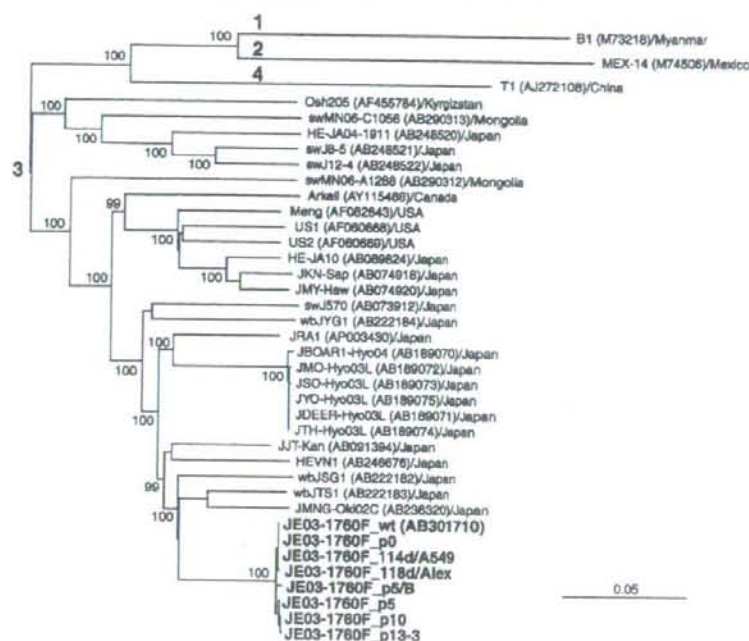 1
100
B1 (M73218)/Myanmar
2
100
MEX-14 (M74506)/Mexico
4
T1 (AJ272108)/China
Osh205 (AF455784)/Kyrgizstan
100
swMN06-C1056 (AB290313)/Mongolia
100
HE-JA04-1911 (AB248520)/Japan
100
swJ8-5 (AB248521)/Japan
100
swJ12-4 (AB248522)/Japan
3
swMN06-A1288 (AB290312)/Mongolia
99
Arkell (AY115488)/Canada
Meng (AF082843)/USA
100
US1 (AF060668)/USA
100
US2 (AF060669)/USA
100
HE-JA10 (AB089824)/Japan
100
JKN-Sap (AB074918)/Japan
100
JMY-Haw (AB074920)/Japan
swJ570 (AB073912)/Japan
wbJYG1 (AB222184)/Japan
100
JRA1 (AP003430)/Japan
100
JBOAR1-Hyo04 (AB189070)/Japan
100
JMO-Hyo03L (AB189072)/Japan
JSO-Hyo03L (AB189073)/Japan
JYO-Hyo03L (AB189075)/Japan
JDEER-Hyo03L (AB189071)/Japan
JTH-Hyo03L (AB189074)/Japan
JJT-Kan (AB091394)/Japan
HEVN1 (AB246676)/Japan
99
wbJSG1 (AB222182)/Japan
wbJTS1 (AB222183)/Japan
100
JMNG-Oki02C (AB236320)/Japan
JE03-1760F_wt (AB301710)
JE03-1760F_p0
JE03-1760F_114d/A549
100
JE03-1760F_118d/Alex
JE03-1760F_p5/B
JE03-1760F_p5
JE03-1760F_p10
JE03-1760F_p13-3
0.05